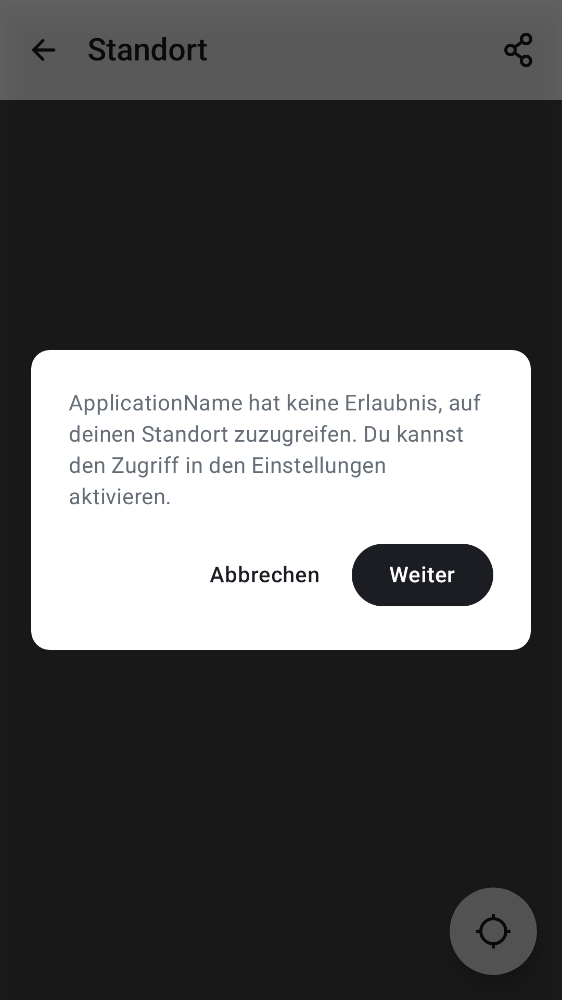 Standort
ApplicationName hat keine Erlaubnis, auf
deinen Standort zuzugreifen. Du kannst
den Zugriff in den Einstellungen
aktivieren.
Abbrechen Weiter